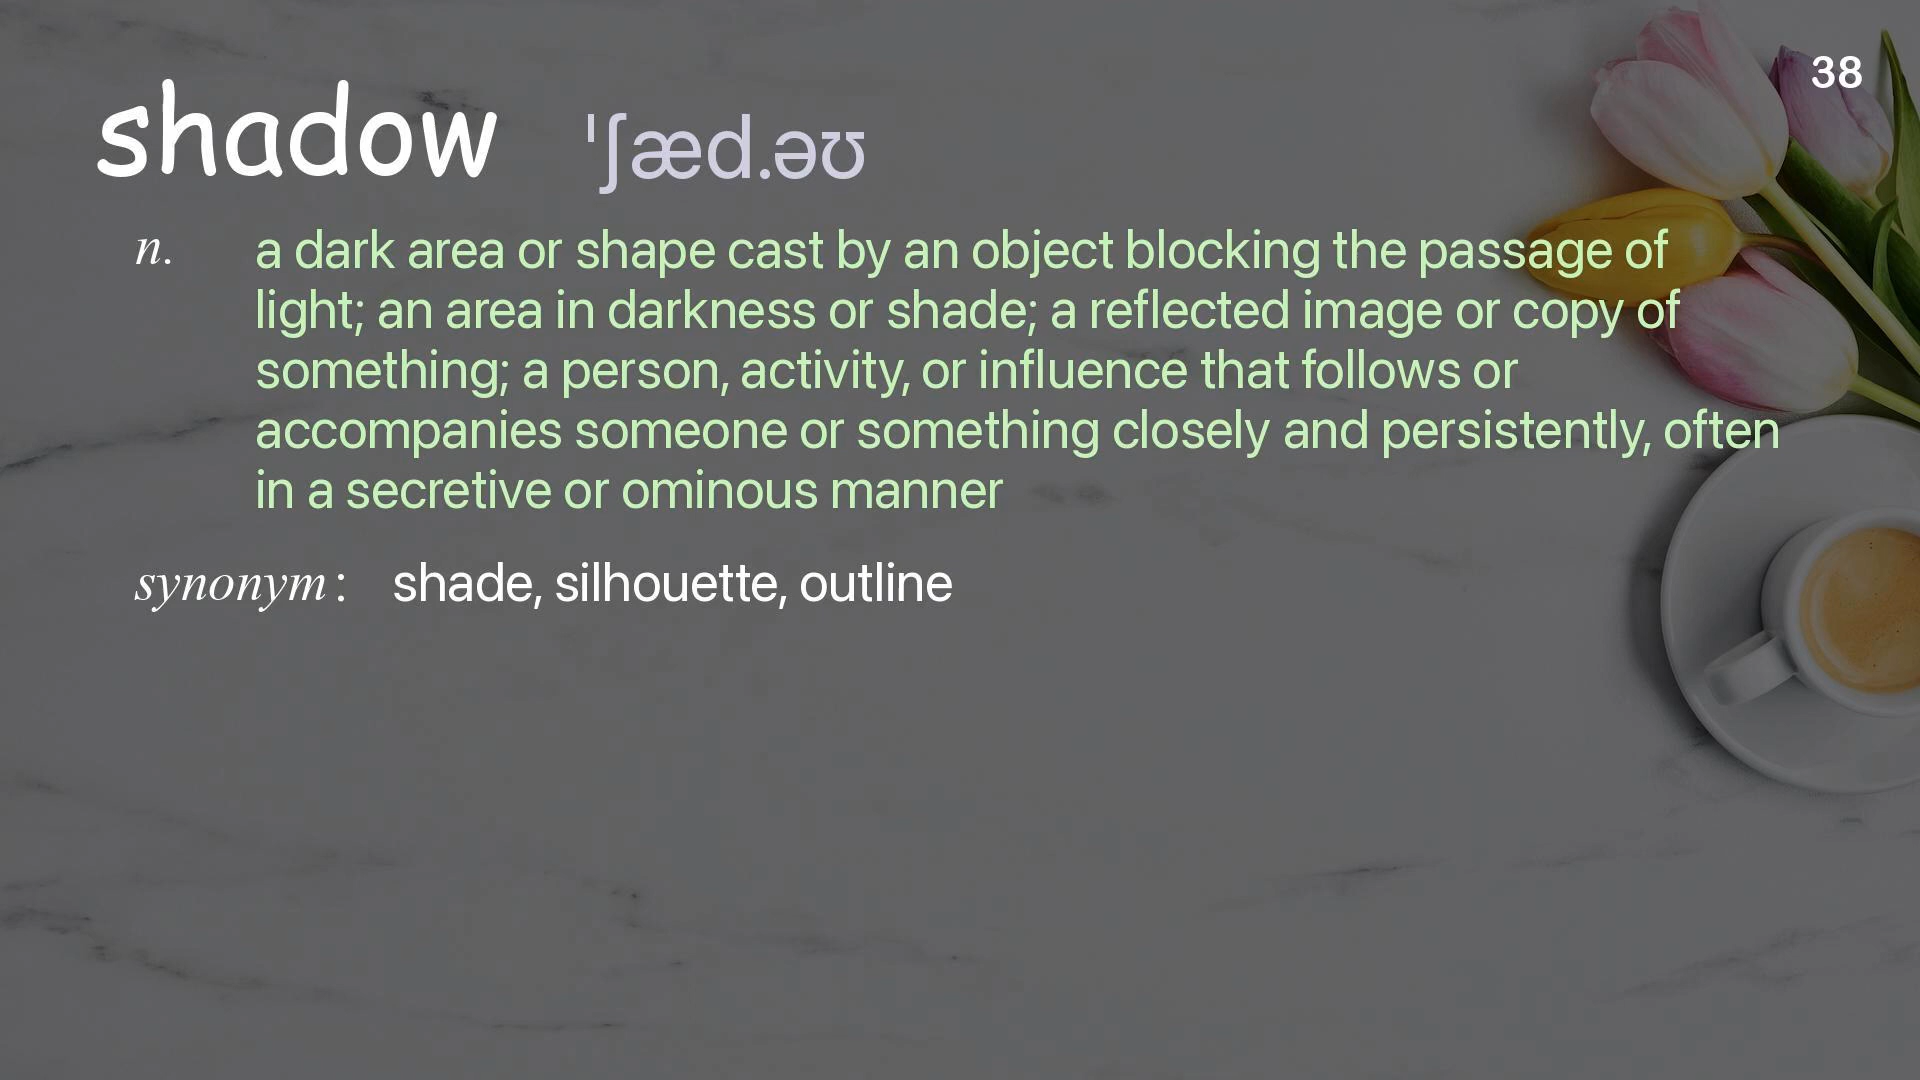 38
shadow ˈʃæd.əʊ
n. a dark area or shape cast by an object blocking the passage of
light; an area in darkness or shade; a reflected image or copy of
something; a person, activity, or influence that follows or
accompanies someone or something closely and persistently, often
in a secretive or ominous manner
synonym: shade, silhouette, outline